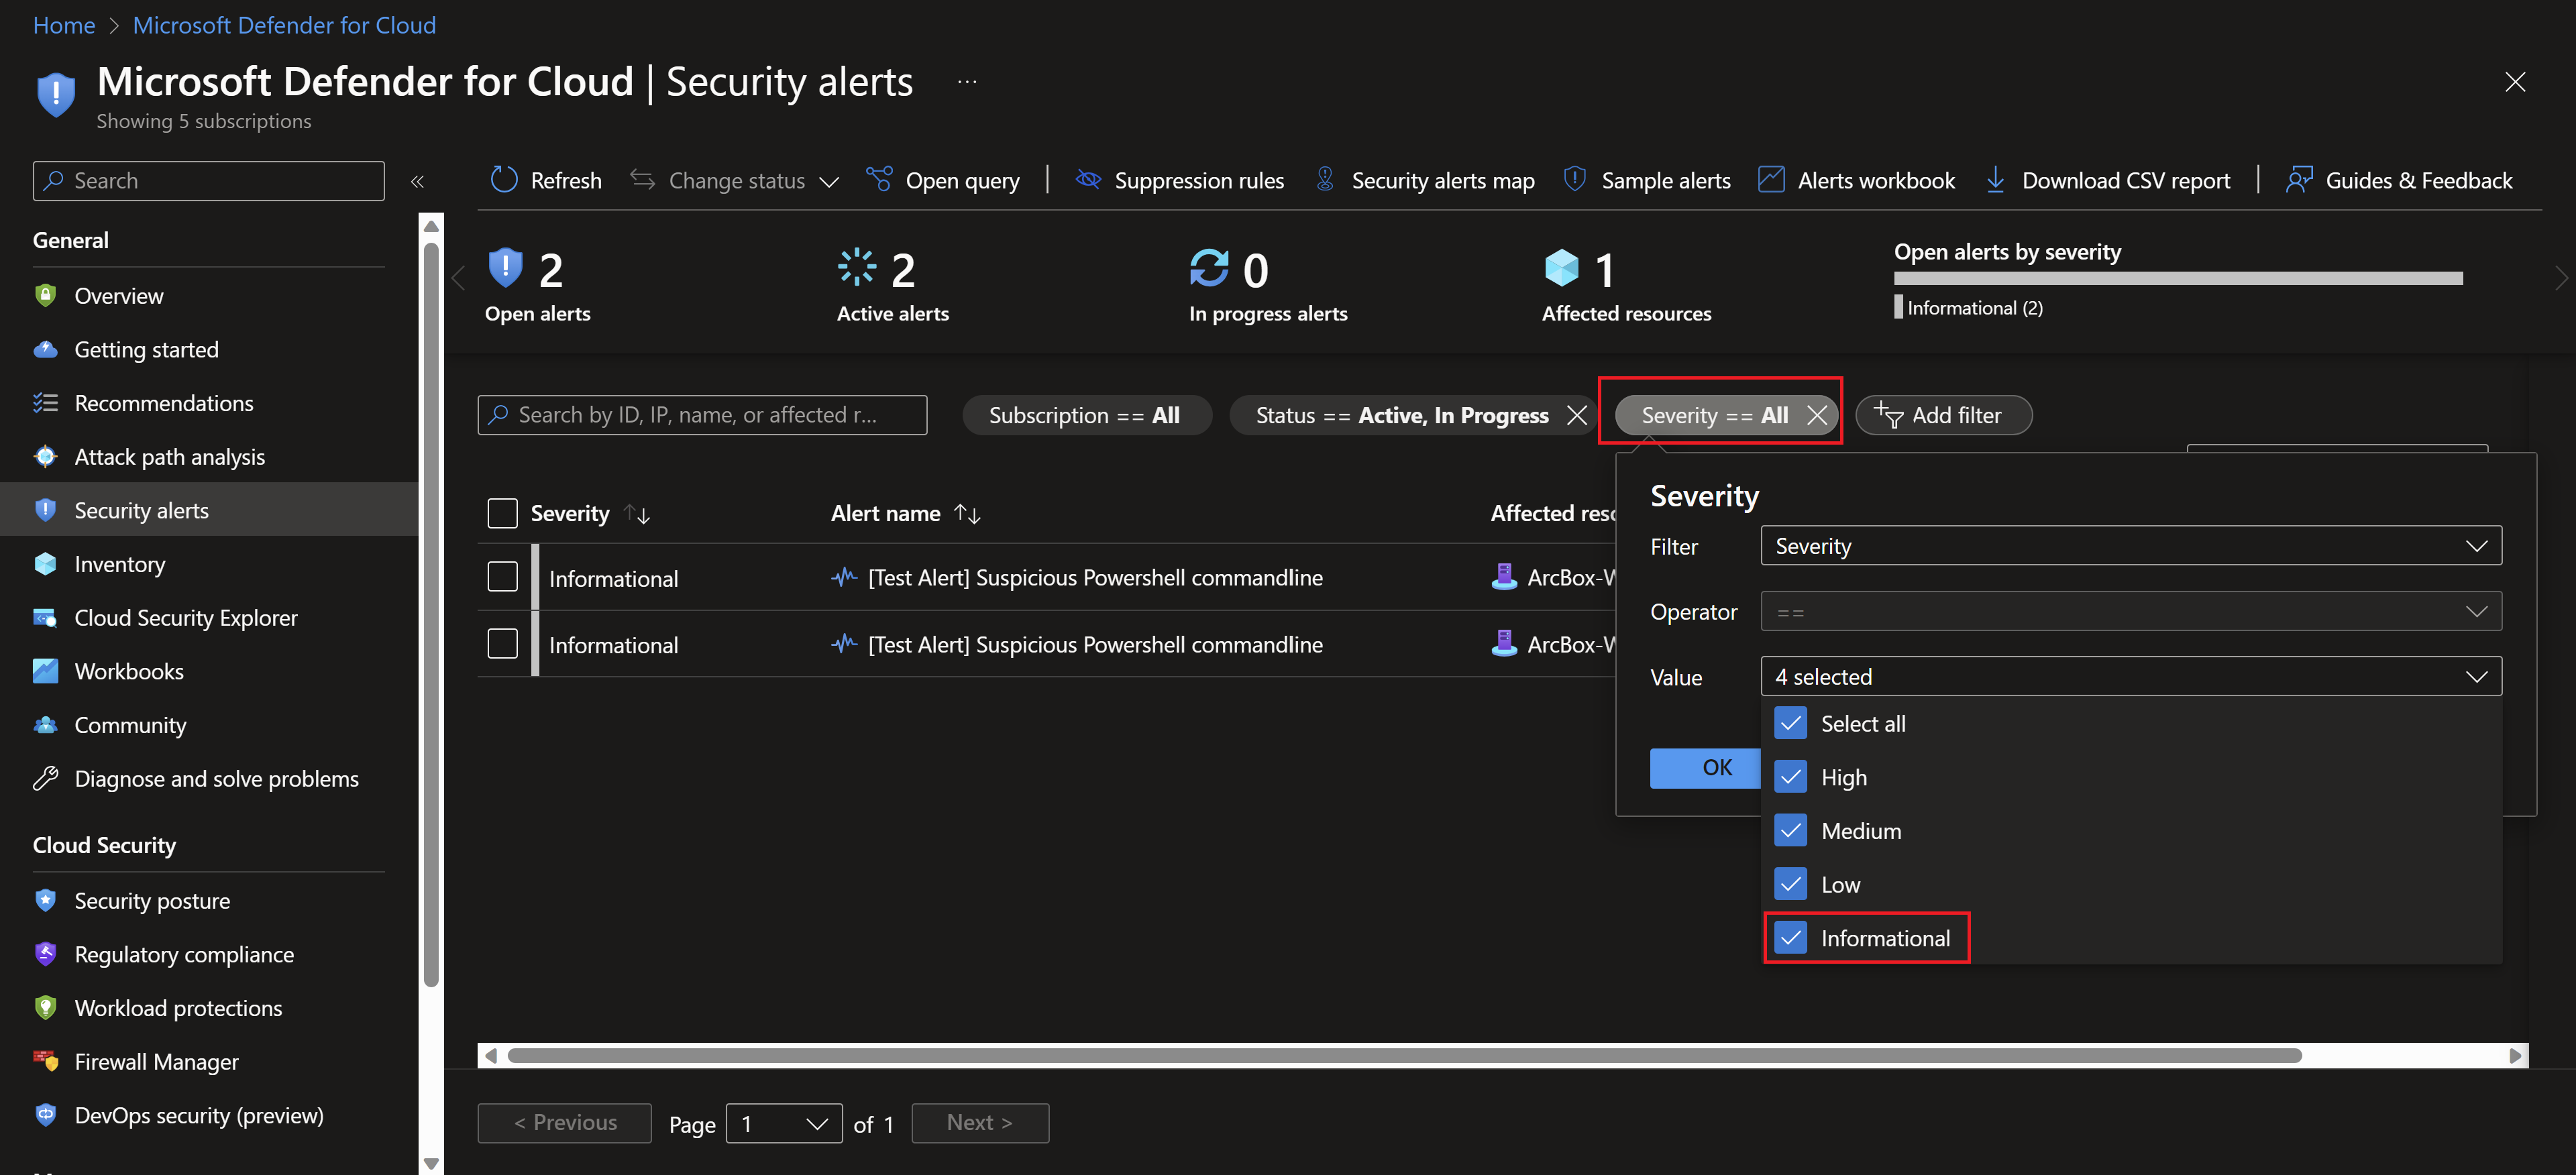 Home > Microsoft Defender for Cloud
Microsoft Defender for Cloud | Security alerts ...
Showing 5 subscriptions
Search
«
General
Overview
Getting started
Recommendations
Attack path analysis
Security alerts
Inventory
Cloud Security Explorer
Workbooks
Community
Diagnose and solve problems
Cloud Security
Security posture
Regulatory compliance
Workload protections
Firewall Manager
DevOps security (preview)
Refresh Change status Open query | Suppression rules Security alerts map Sample alerts Alerts workbook Download CSV report | Guides & Feedback
2
Open alerts
2
Active alerts
0
In progress alerts
1
Affected resources
Open alerts by severity
Informational (2)
Search by ID, IP, name, or affected r...
Subscription == All
Status == Active, In Progress
Severity == All
Add filter
Severity Alert name Affected reso
Informational [Test Alert] Suspicious Powershell commandline ArcBox-W
Informational [Test Alert] Suspicious Powershell commandline ArcBox-W
Severity
Filter Severity
Operator ==
Value 4 selected
Select all
High
Medium
Low
Informational
OK
< Previous Page 1 of 1 Next >